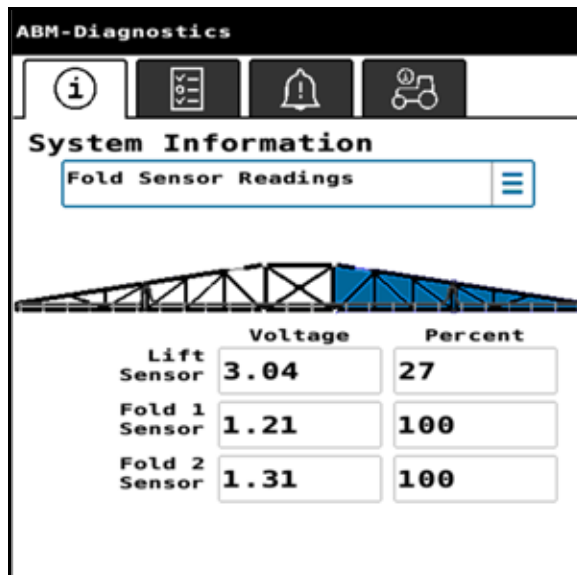 ABM-Diagnostics
System Information
Fold Sensor Readings
Voltage Percent
Lift
Sensor 3.04 27
Fold 1
Sensor 1.21 100
Fold 2
Sensor 1.31 100